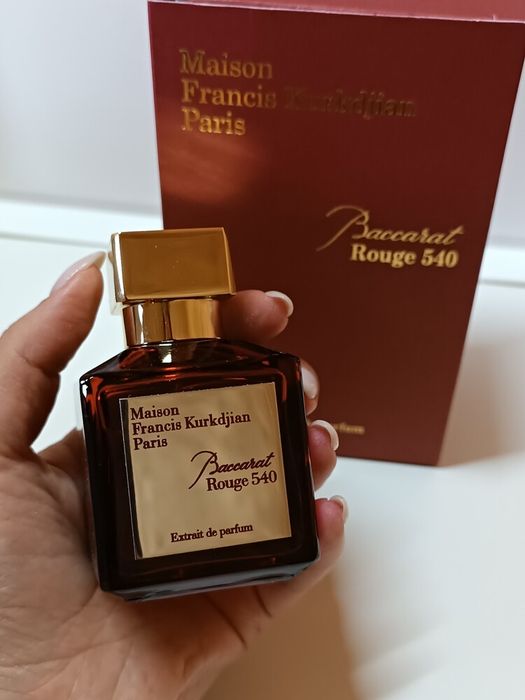 Maison
Francis Kurkdjian
Paris
Baccarat
Rouge 540
Maison
Francis Kurkdjian
Paris
Baccarat
Rouge 540
Extrait de parfum